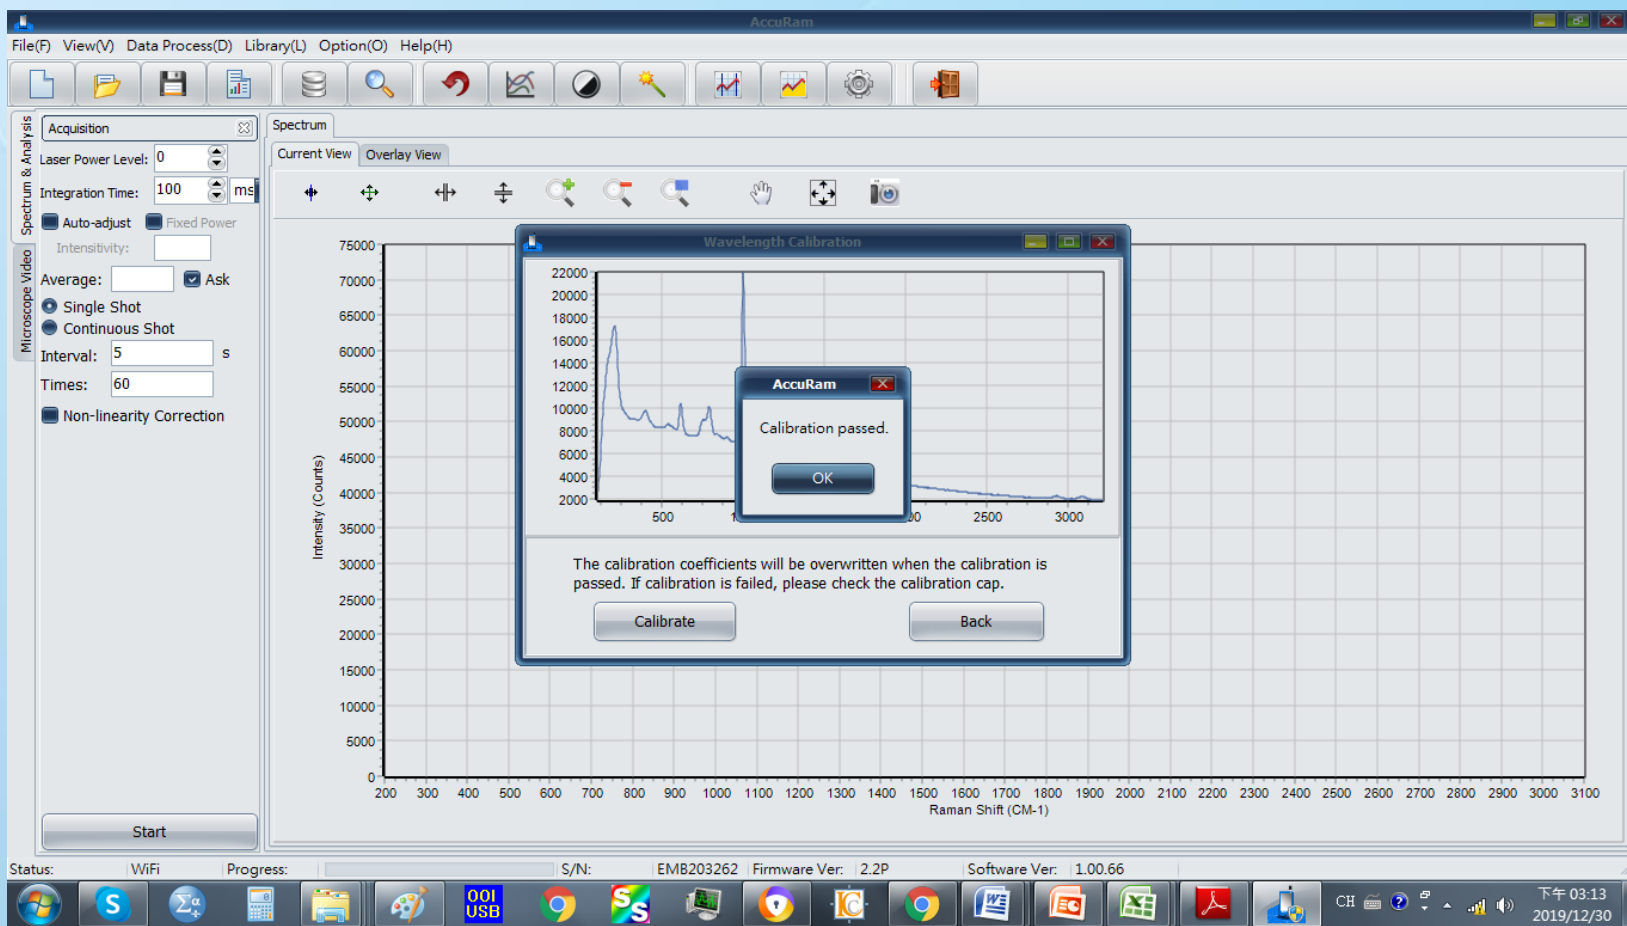 AccuRam
File(F) View(V) Data Process(D) Library(L) Option(O) Help(H)
Spectrum & Analysis
Microscope Video
Acquisition
Laser Power Level: 0
Integration Time: 100 ms
Auto-adjust Fixed Power
Intensitivity:
Average: Ask
Single Shot
Continuous Shot
Interval: 5 s
Times: 60
Non-linearity Correction
Start
Spectrum
Current View Overlay View
75000
70000
65000
60000
55000
50000
45000
40000
35000
30000
25000
20000
15000
10000
5000
0
Intensity (Counts)
200 300 400 500 600 700 800 900 1000 1100 1200 1300 1400 1500 1600 1700 1800 1900 2000 2100 2200 2300 2400 2500 2600 2700 2800 2900 3000 3100
Raman Shift (CM-1)
Wavelength Calibration
22000
20000
18000
16000
14000
12000
10000
8000
6000
4000
2000
500 2500 3000
AccuRam
Calibration passed.
OK
The calibration coefficients will be overwritten when the calibration is
passed. If calibration is failed, please check the calibration cap.
Calibrate Back
Status: WiFi Progress: S/N: EMB203262 Firmware Ver: 2.2P Software Ver: 1.00.66
OOI
USB
CH
下午 03:13
2019/12/30